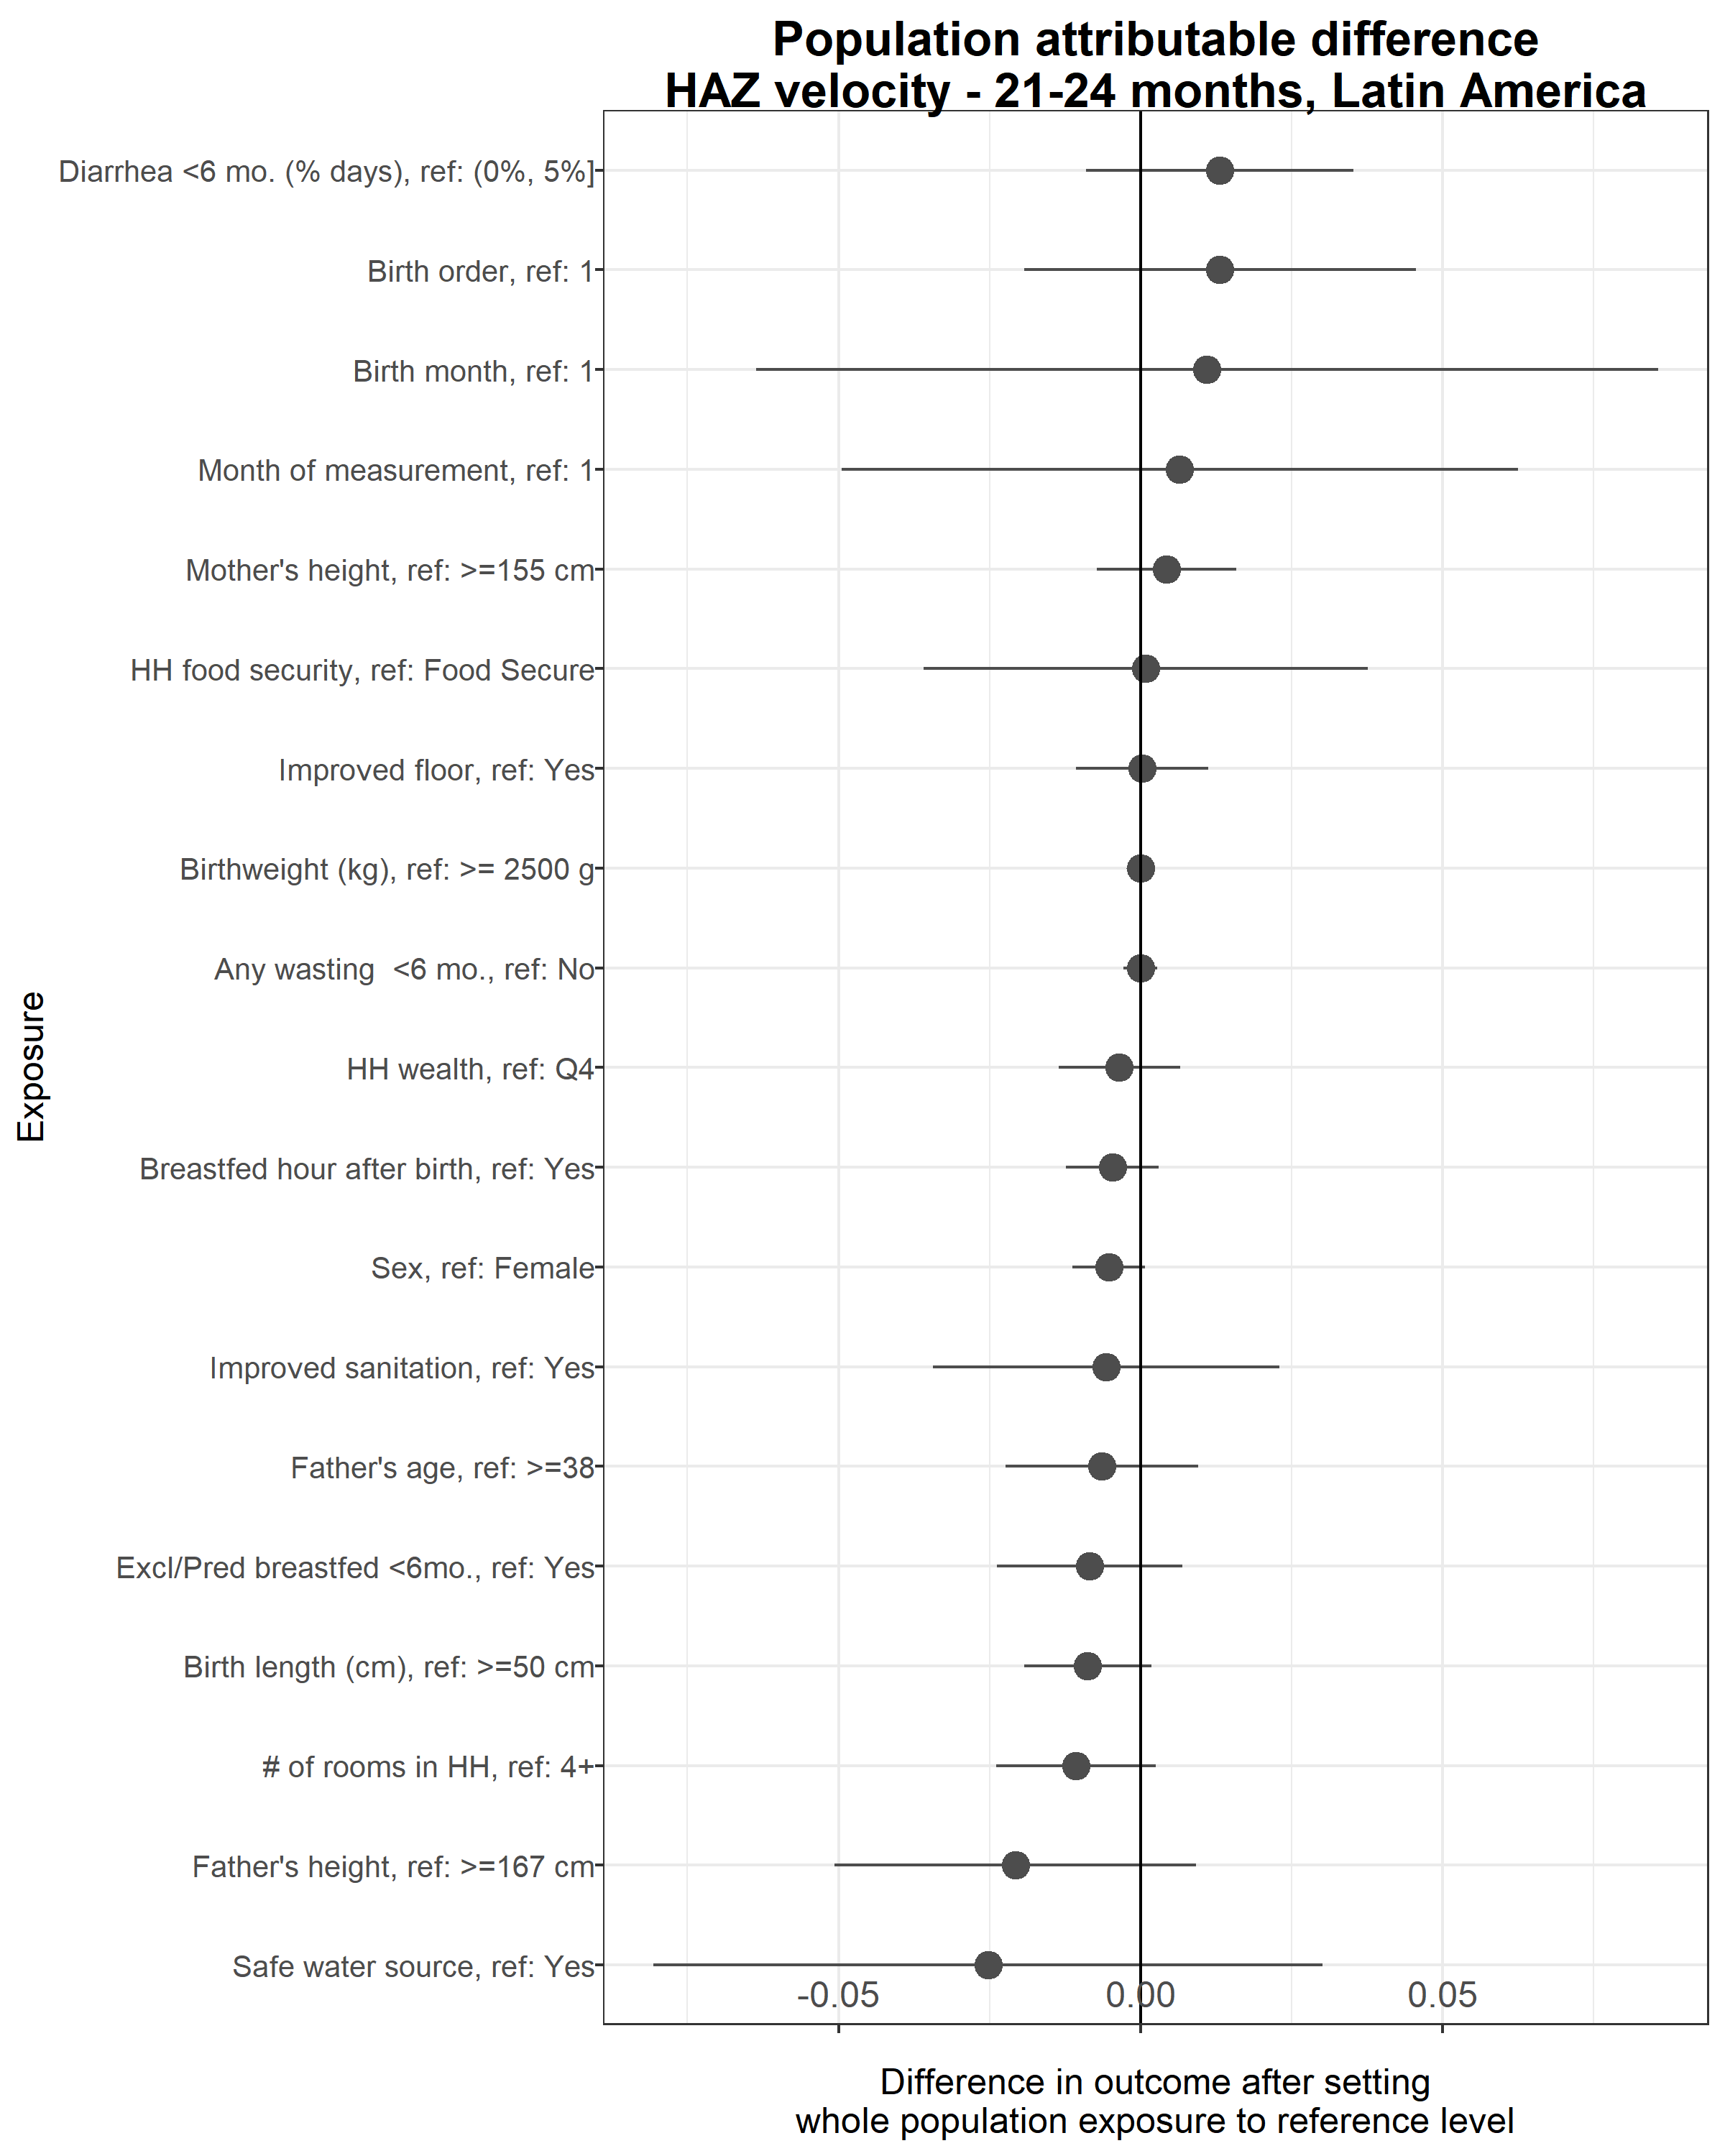 Population attributable difference
HAZ velocity - 21-24 months, Latin America
Diarrhea <6 mo. (% days), ref: (0%, 5%]
Birth order, ref: 1
Birth month, ref: 1
Month of measurement, ref: 1
Mother's height, ref: >=155 cm
HH food security, ref: Food Secure
Improved floor, ref: Yes
Birthweight (kg), ref: >= 2500 g
Any wasting  <6 mo., ref: No
HH wealth, ref: Q4
Breastfed hour after birth, ref: Yes
Sex, ref: Female
Improved sanitation, ref: Yes
Father's age, ref: >=38
Excl/Pred breastfed <6mo., ref: Yes
Birth length (cm), ref: >=50 cm
# of rooms in HH, ref: 4+
Father's height, ref: >=167 cm
Safe water source, ref: Yes
Exposure
-0.05 0.00 0.05
Difference in outcome after setting
whole population exposure to reference level